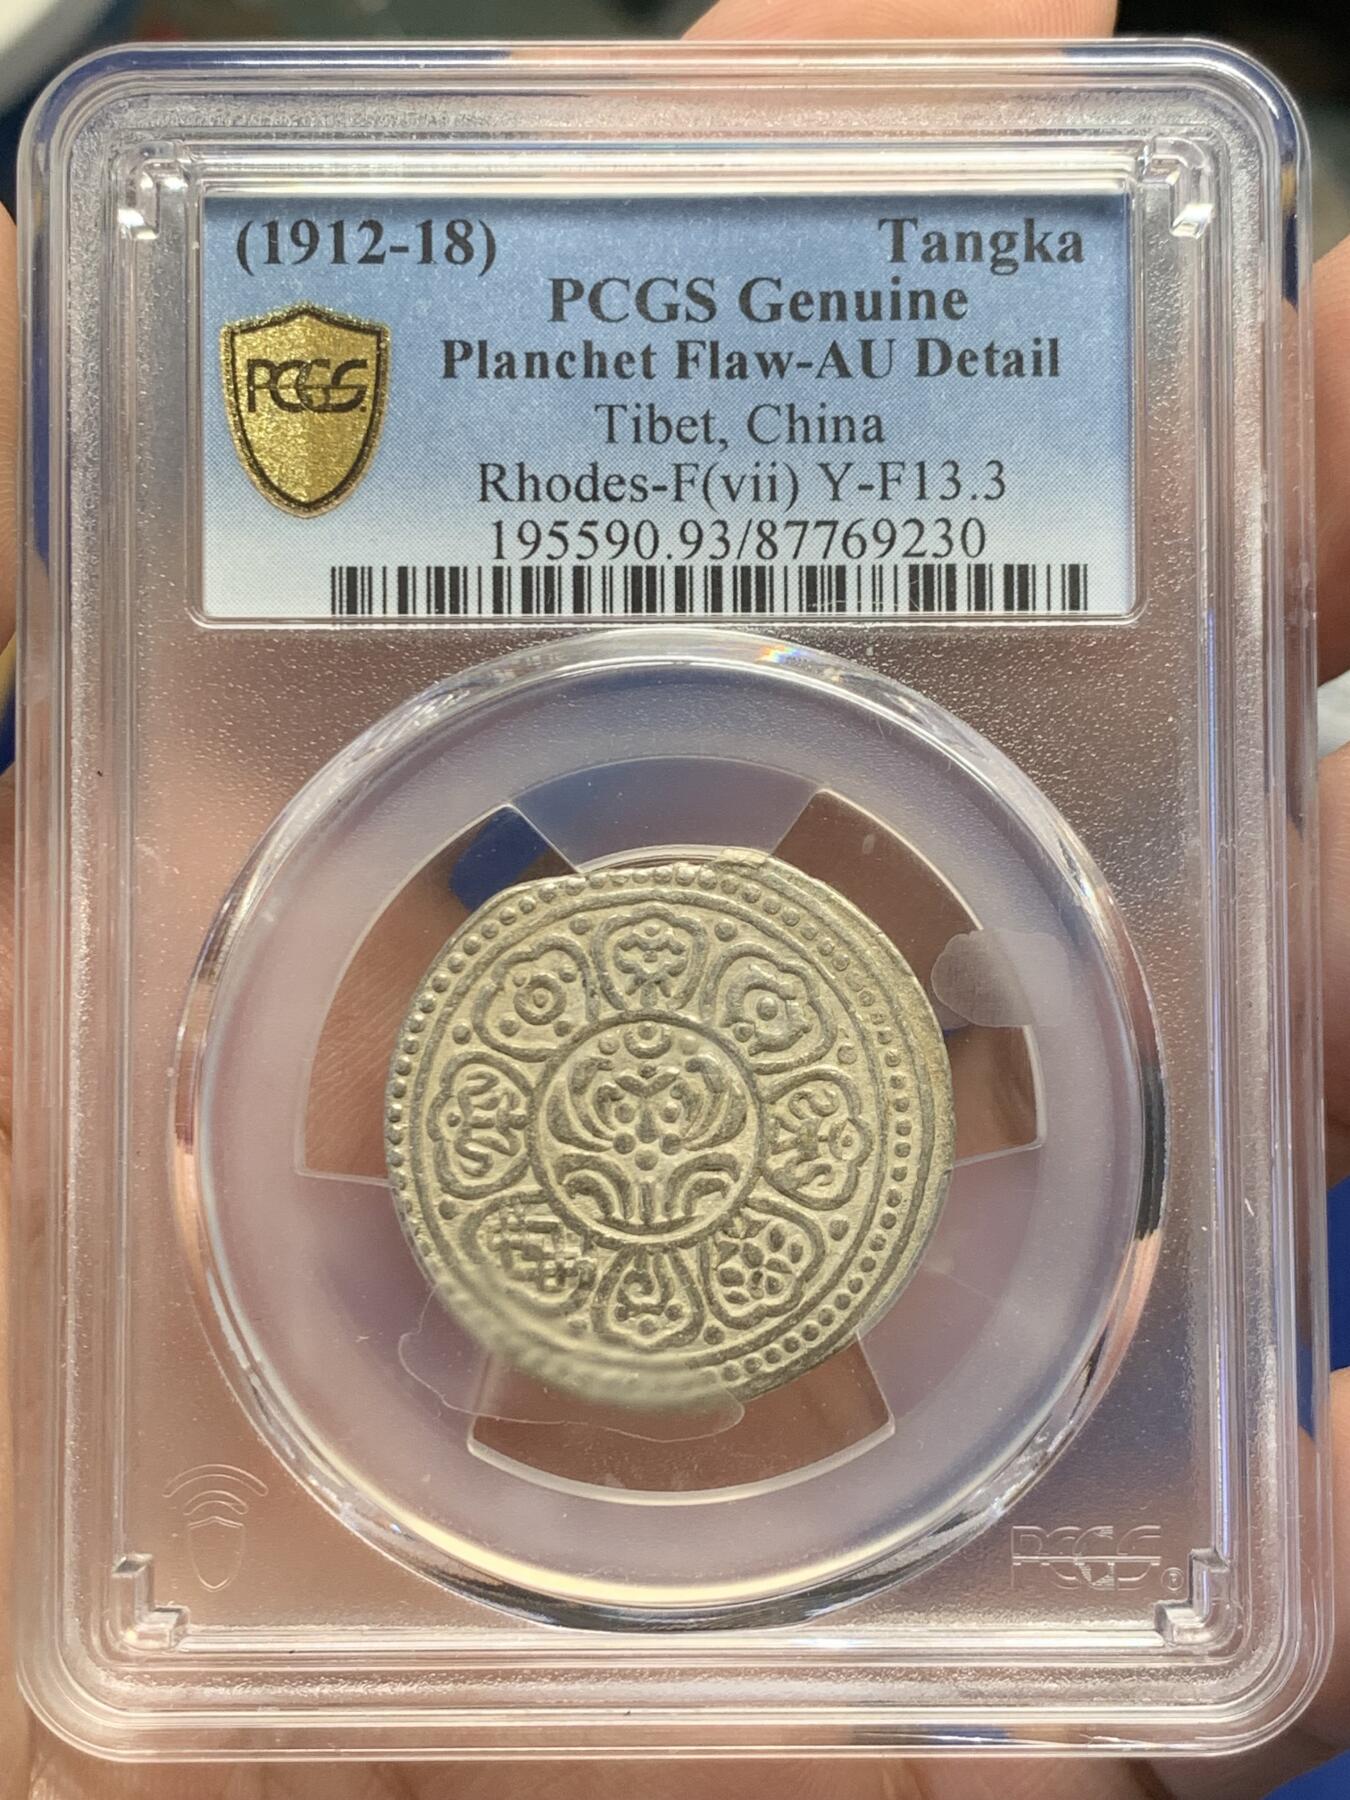 (1912-18) Tangka
PCGS Genuine
PCGS
Planchet Flaw-AU Detail
Tibet, China
Rhodes-F(vii) Y-F13.3
195590.93/87769230
PCGS